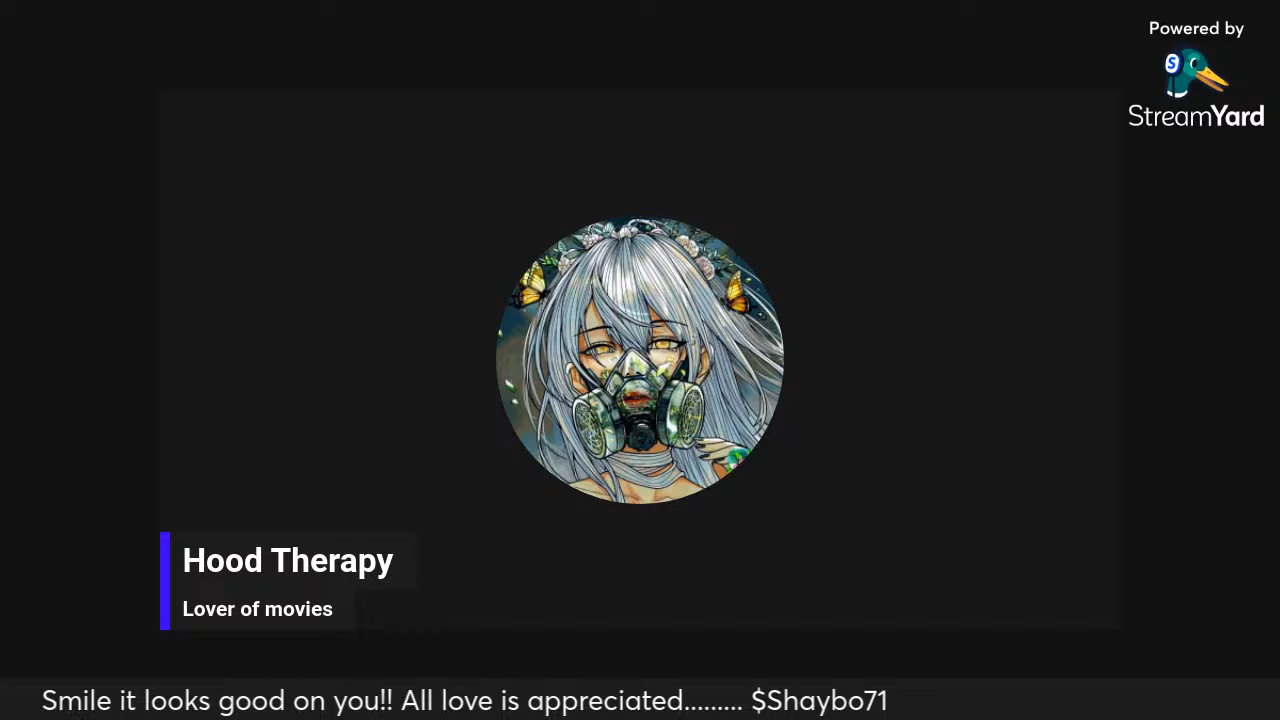 Powered by
StreamYard
Hood Therapy
Lover of movies
Smile it looks good on you!! All love is appreciated......... $Shaybo71